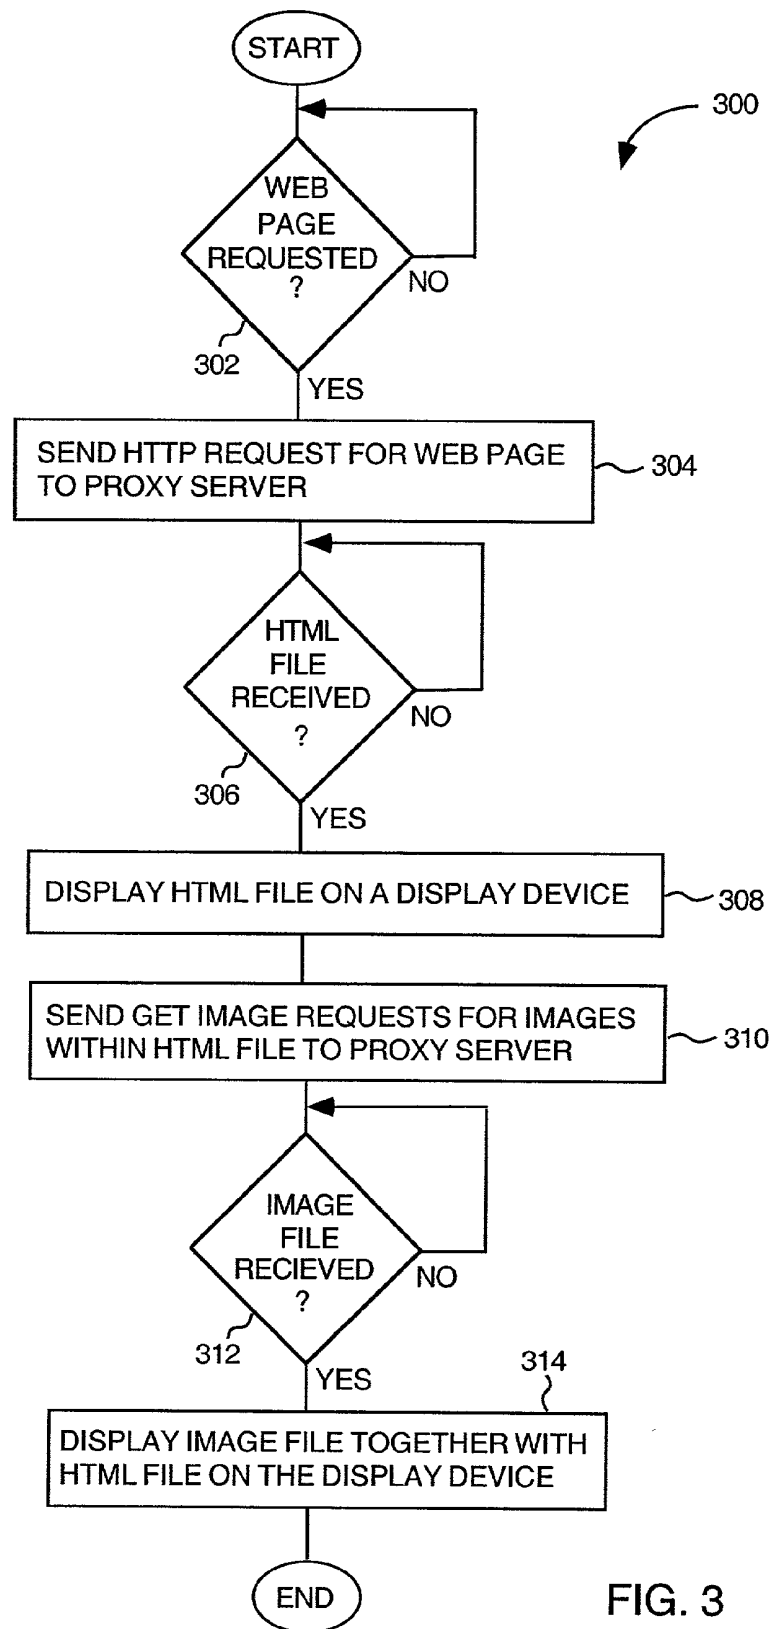 START
300
WEB
PAGE
REQUESTED
?
NO
302
YES
SEND HTTP REQUEST FOR WEB PAGE
TO PROXY SERVER
304
HTML
FILE
RECEIVED
?
NO
306
YES
DISPLAY HTML FILE ON A DISPLAY DEVICE
308
SEND GET IMAGE REQUESTS FOR IMAGES
WITHIN HTML FILE TO PROXY SERVER
310
IMAGE
FILE
RECIEVED
?
NO
312
YES
314
DISPLAY IMAGE FILE TOGETHER WITH
HTML FILE ON THE DISPLAY DEVICE
END
FIG. 3